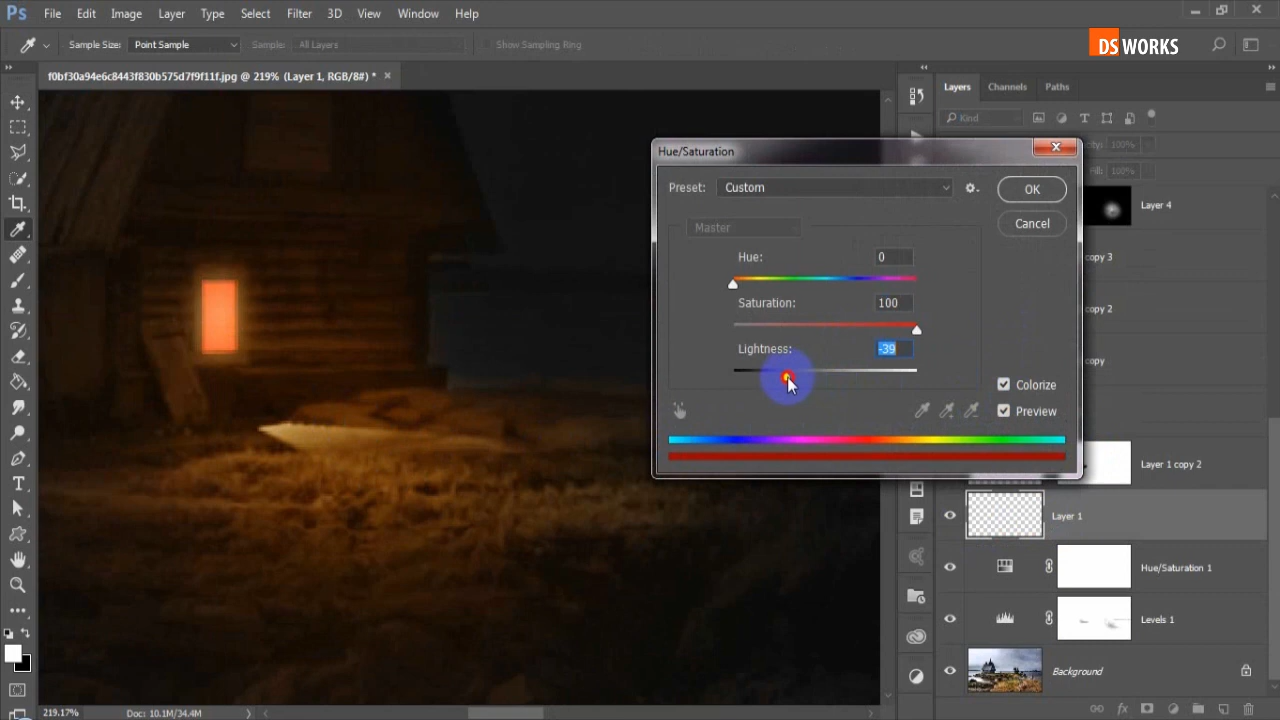 Ps File Edit Image Layer Type Select Filter 3D View Window Help
Sample Size: Point Sample Sample: All Layers Show Sampling Ring
DS WORKS
f0bf30a94e6c8443f830b575d7f9f11f.jpg @ 219% (Layer 1, RGB/8#) * ×
Layers Channels Paths
Kind
100%
Fill: 100%
Hue/Saturation
Preset: Custom
OK
Cancel
Master
Hue: 0
Saturation: 100
Lightness: -39
Colorize
Preview
Layer 4
copy 3
copy 2
copy
Layer 1 copy 2
Layer 1
Hue/Saturation 1
Levels 1
Background
219.17% Doc: 10.1M/34.4M